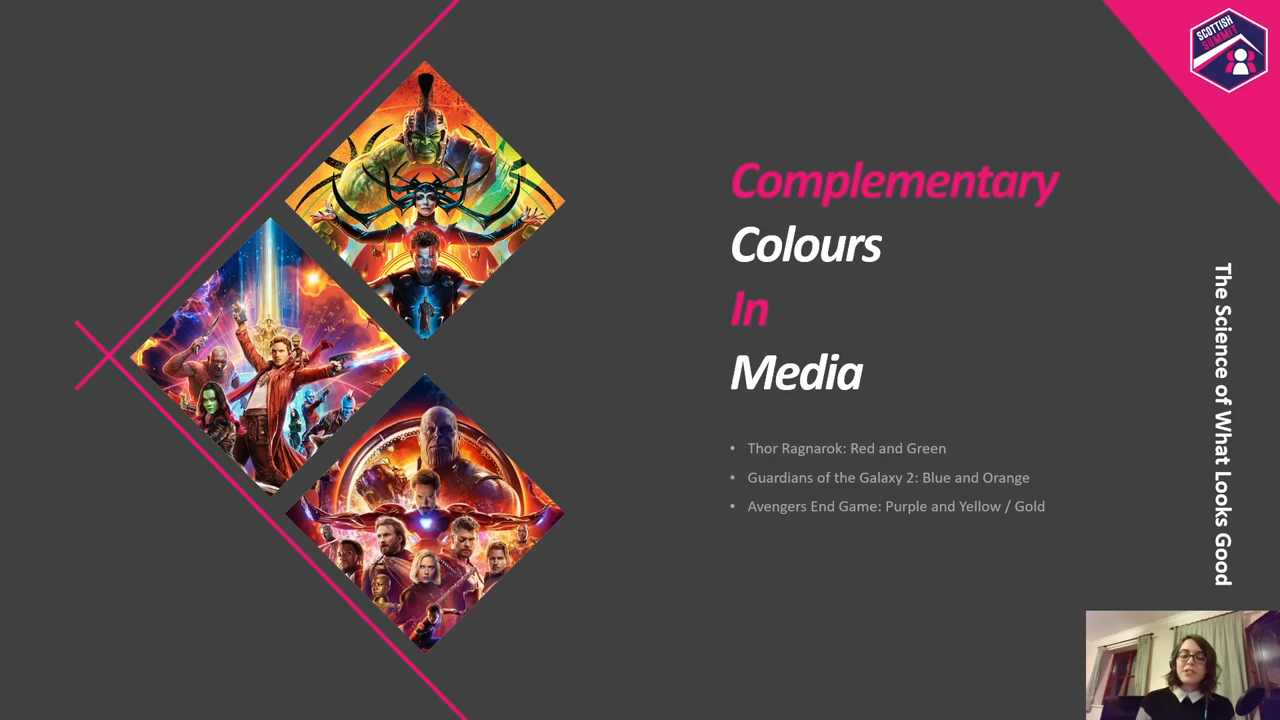 SCOTTISH
SUMMIT
Complementary
Colours
In
Media
• Thor Ragnarok: Red and Green
• Guardians of the Galaxy 2: Blue and Orange
• Avengers End Game: Purple and Yellow / Gold
The Science of What Looks Good